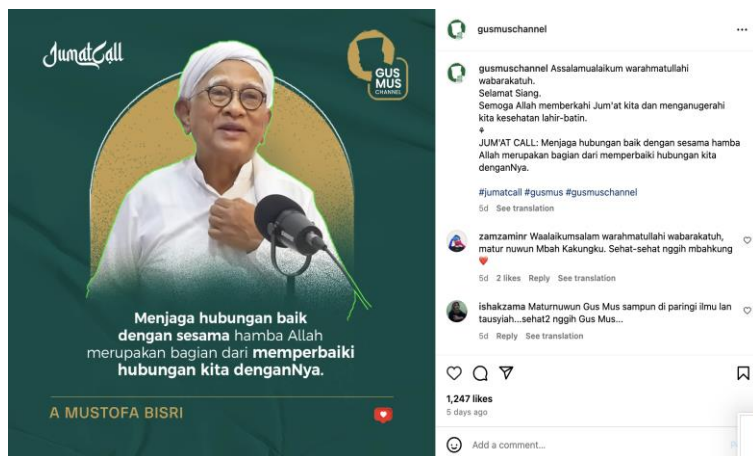 JumatCall
GUS
MUS
CHANNEL
Menjaga hubungan baik
dengan sesama hamba Allah
merupakan bagian dari memperbaiki
hubungan kita denganNya.
A MUSTOFA BISRI
gusmuschannel
gusmuschannel Assalamualaikum warahmatullahi
wabarakatuh.
Selamat Siang.
Semoga Allah memberkahi Jum'at kita dan menganugerahi
kita kesehatan lahir-batin.
JUM'AT CALL: Menjaga hubungan baik dengan sesama hamba
Allah merupakan bagian dari memperbaiki hubungan kita
denganNya.
#jumatcall #gusmus #gusmuschannel
5d See translation
zamzaminr Waalaikumsalam warahmatullahi wabarakatuh,
matur nuwun Mbah Kakungku. Sehat-sehat nggih mbahkung
❤️
5d 2 likes Reply See translation
ishakzama Maturnuwun Gus Mus sampun di paringi ilmu lan
tausyiah...sehat2 nggih Gus Mus...
5d Reply See translation
1,247 likes
5 days ago
Add a comment...